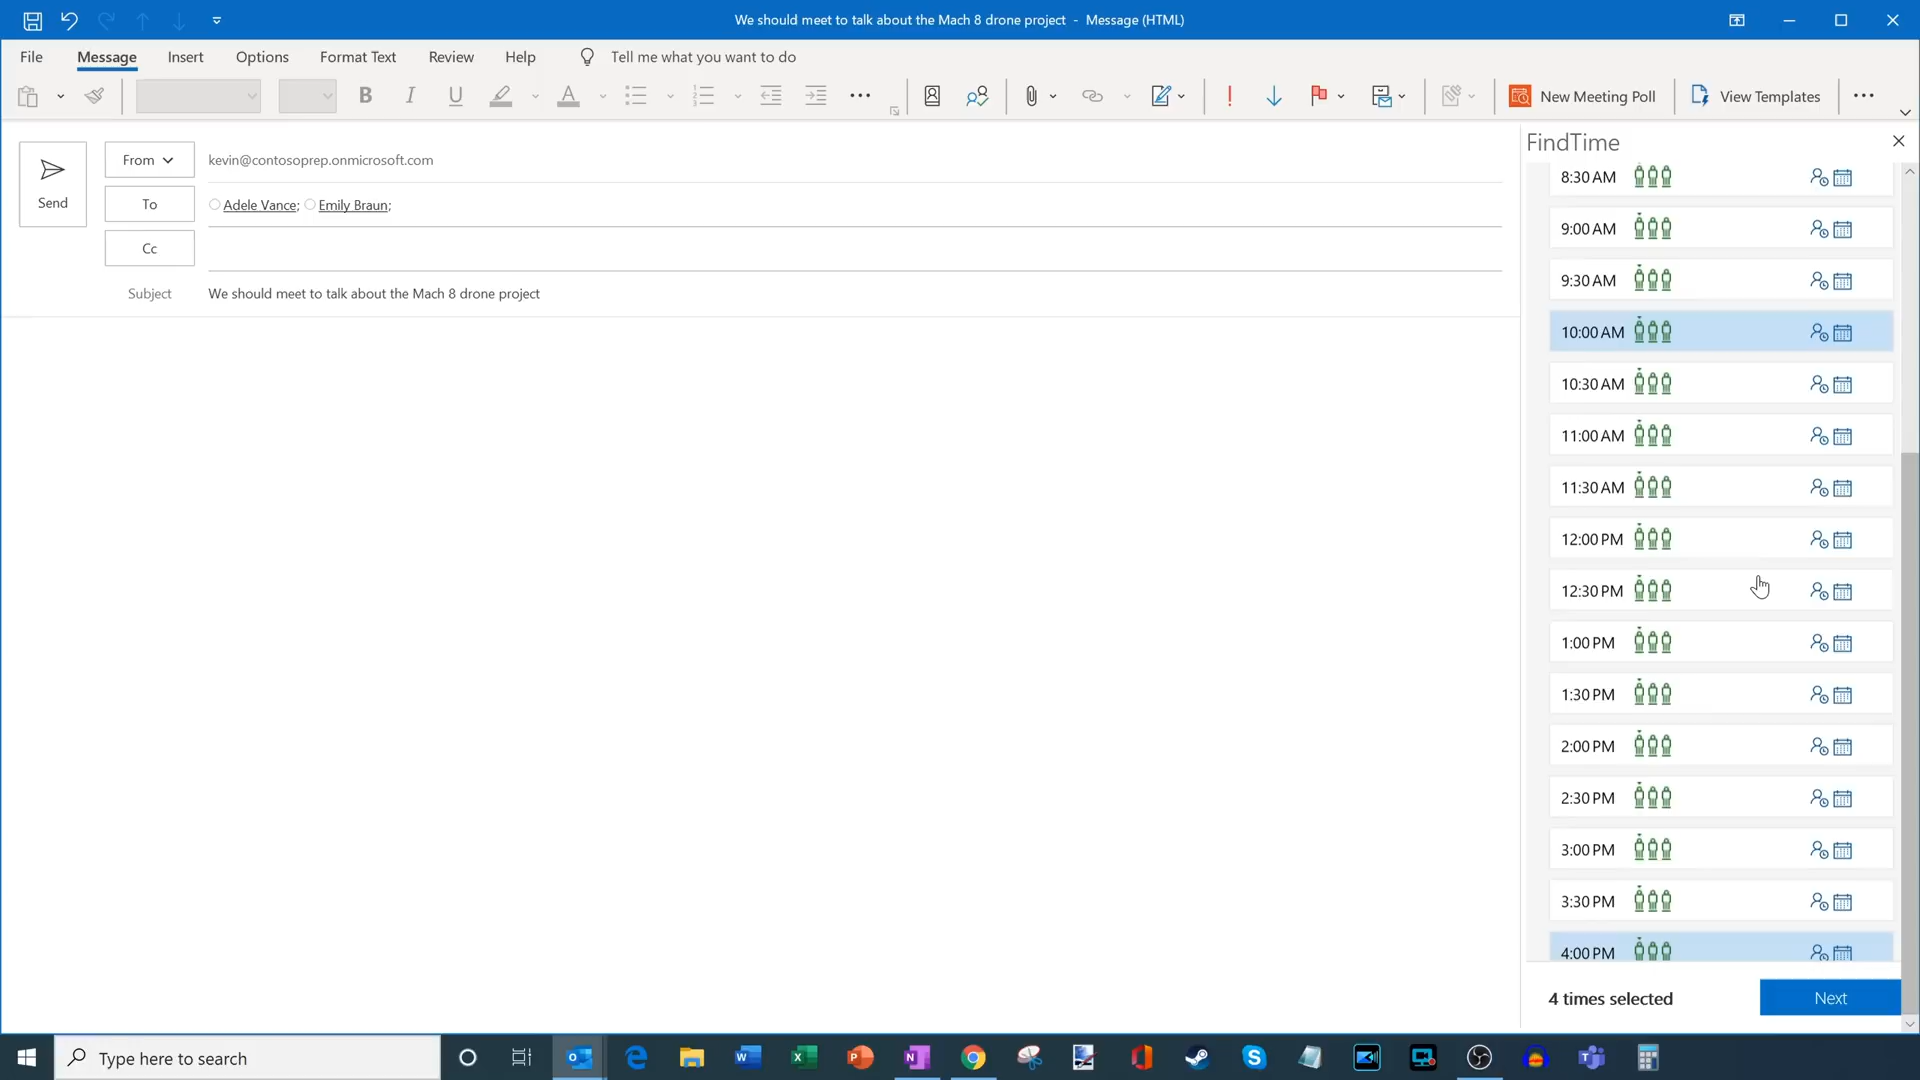 We should meet to talk about the Mach 8 drone project - Message (HTML)
File Message Insert Options Format Text Review Help Tell me what you want to do
B I U A New Meeting Poll View Templates
FindTime
Send
From kevin@contosoprep.onmicrosoft.com
To Adele Vance; Emily Braun;
Cc
Subject We should meet to talk about the Mach 8 drone project
8:30 AM
9:00 AM
9:30 AM
10:00 AM
10:30 AM
11:00 AM
11:30 AM
12:00 PM
12:30 PM
1:00 PM
1:30 PM
2:00 PM
2:30 PM
3:00 PM
3:30 PM
4:00 PM
4 times selected Next
Type here to search